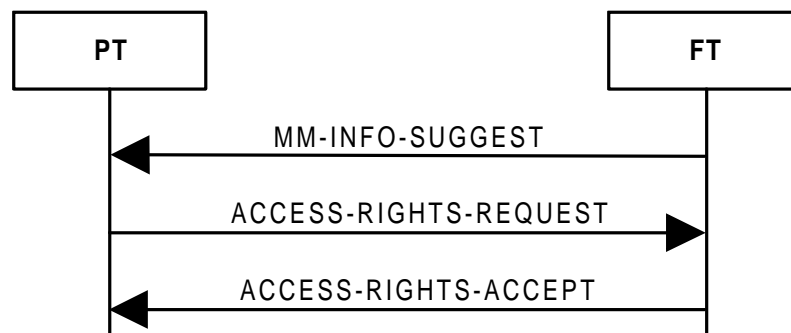 PT
FT
MM-INFO-SUGGEST
ACCESS-RIGHTS-REQUEST
ACCESS-RIGHTS-ACCEPT